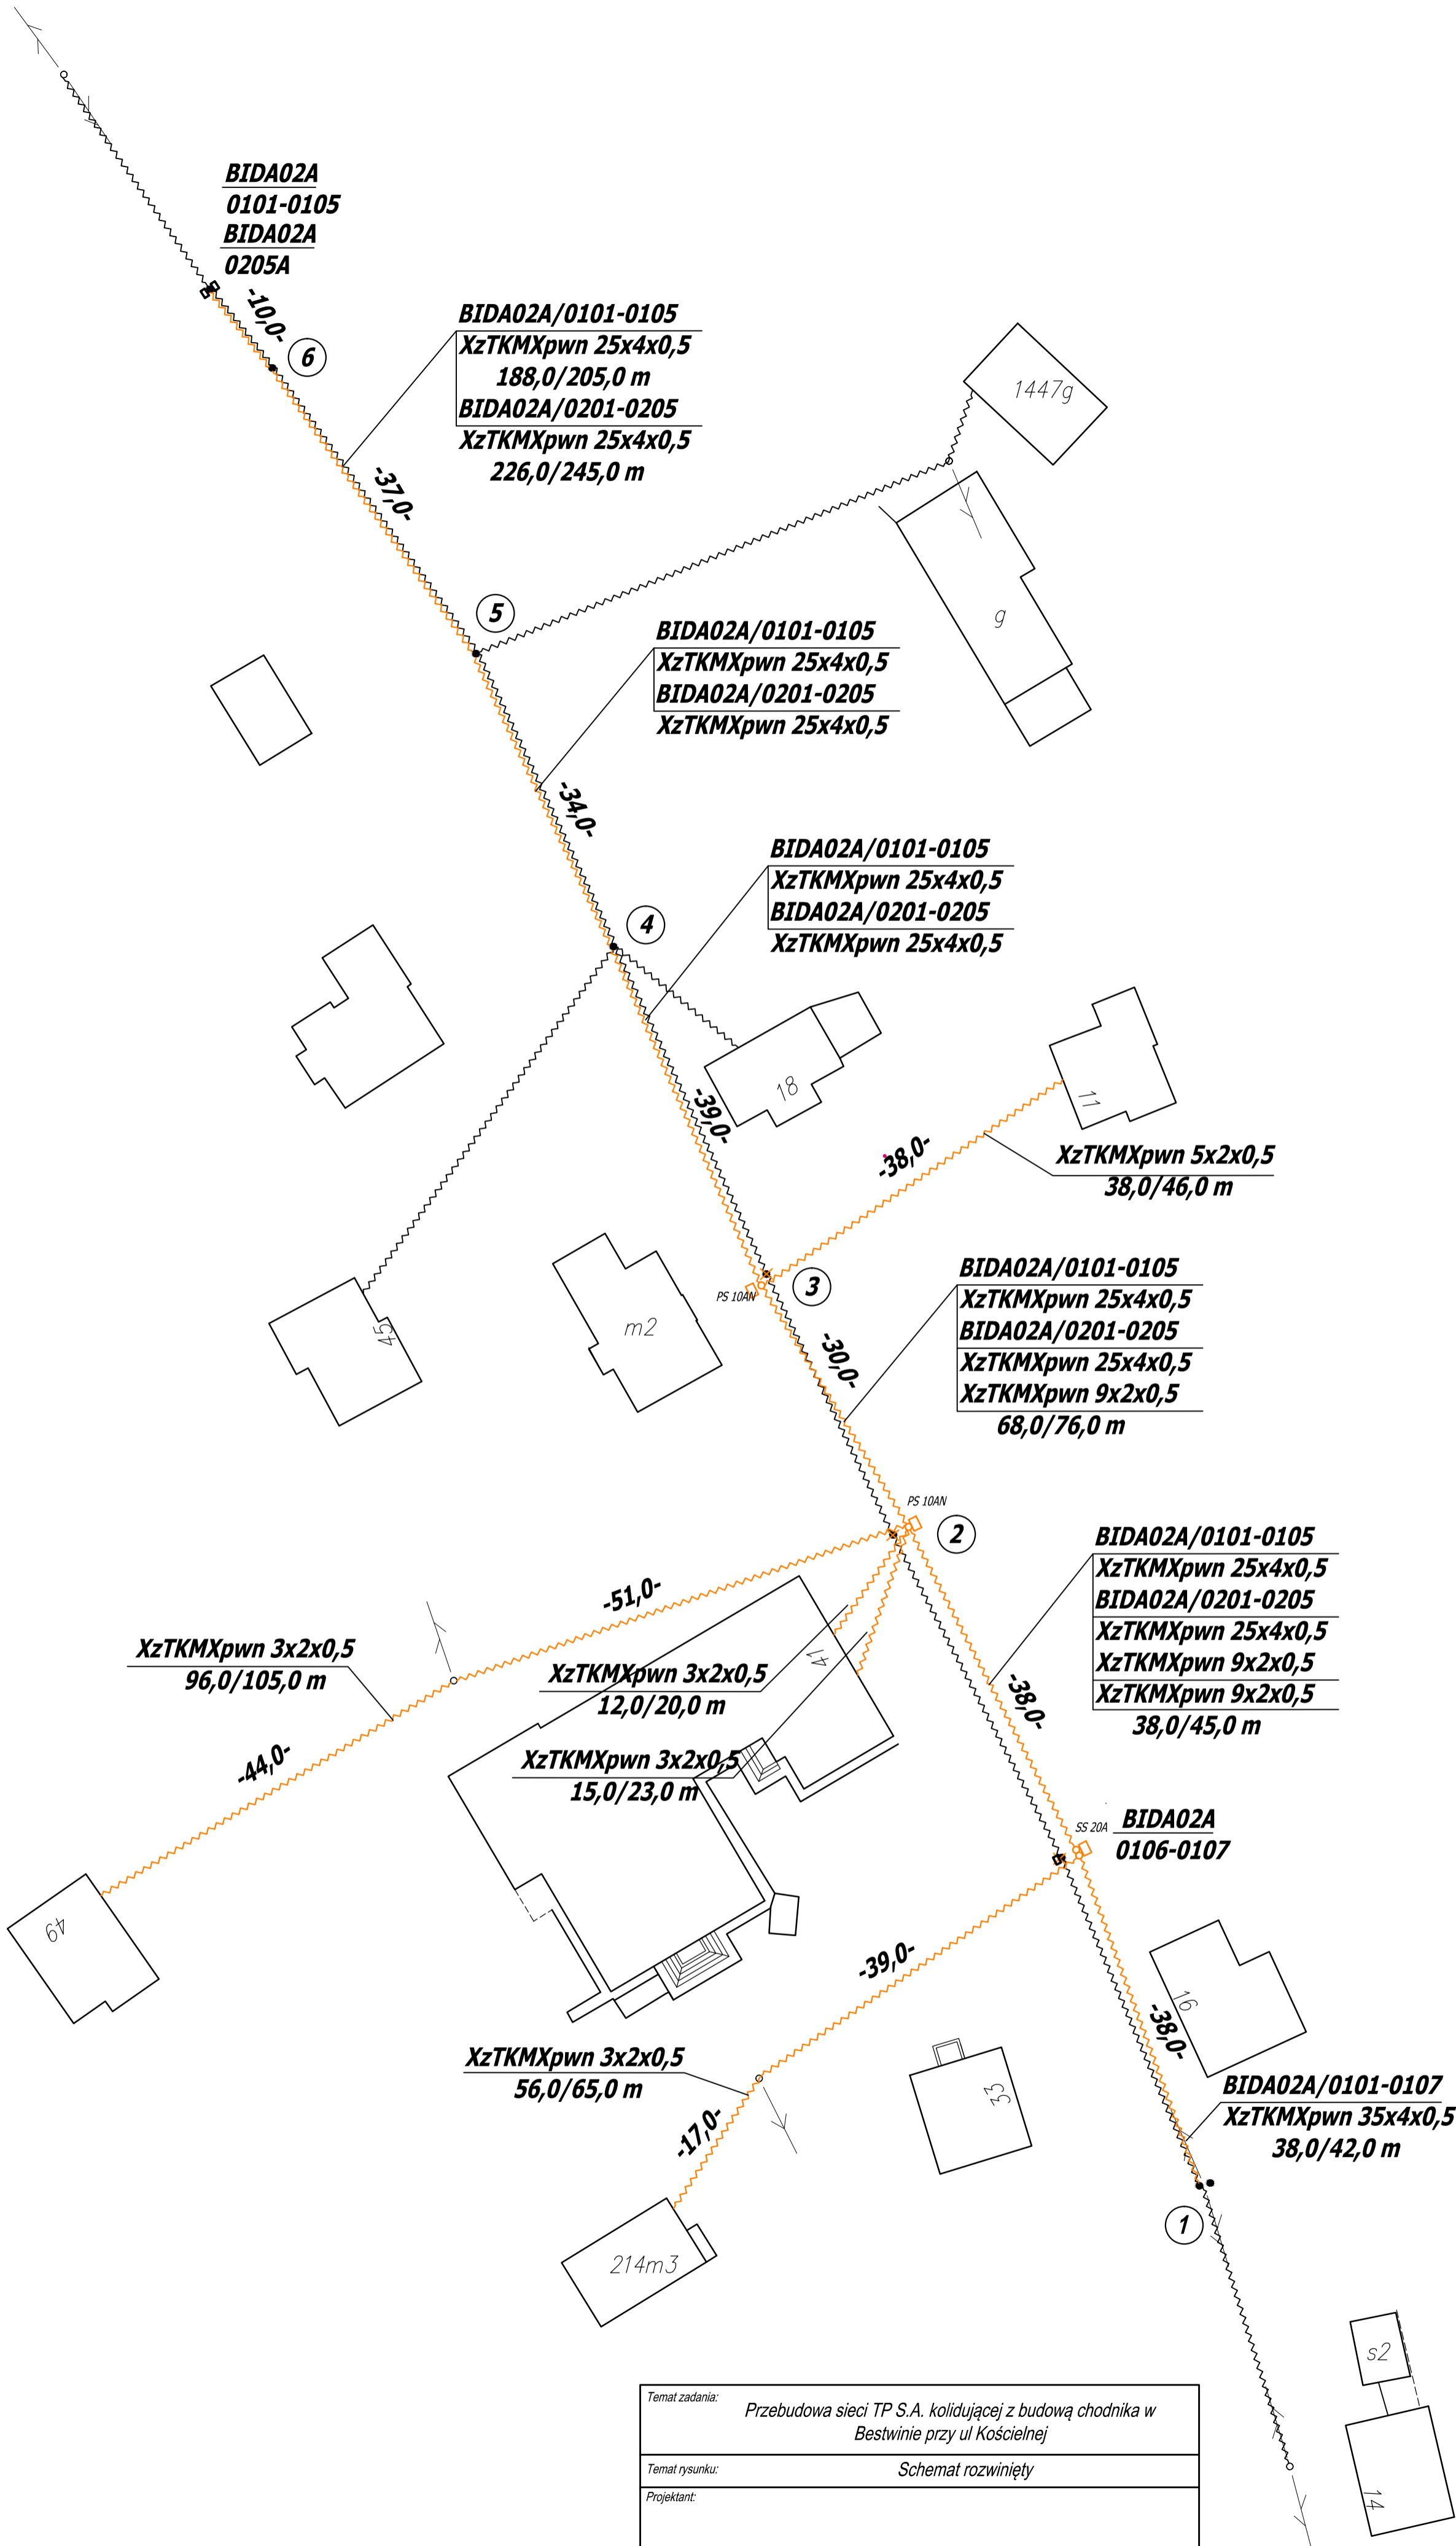 BIDA02A
0101-0105
BIDA02A
0205A
-10,0-
6
BIDA02A/0101-0105
XzTKMXpwn 25x4x0,5
188,0/205,0 m
BIDA02A/0201-0205
XzTKMXpwn 25x4x0,5
226,0/245,0 m
1447g
-37,0-
5
g
BIDA02A/0101-0105
XzTKMXpwn 25x4x0,5
BIDA02A/0201-0205
XzTKMXpwn 25x4x0,5
-34,0-
BIDA02A/0101-0105
XzTKMXpwn 25x4x0,5
BIDA02A/0201-0205
XzTKMXpwn 25x4x0,5
4
18
11
-39,0-
-38,0-
XzTKMXpwn 5x2x0,5
38,0/46,0 m
3
PS 10AN
m2
45
BIDA02A/0101-0105
XzTKMXpwn 25x4x0,5
BIDA02A/0201-0205
XzTKMXpwn 25x4x0,5
XzTKMXpwn 9x2x0,5
68,0/76,0 m
-30,0-
PS 10AN
2
BIDA02A/0101-0105
XzTKMXpwn 25x4x0,5
BIDA02A/0201-0205
XzTKMXpwn 25x4x0,5
XzTKMXpwn 9x2x0,5
XzTKMXpwn 9x2x0,5
38,0/45,0 m
-51,0-
XzTKMXpwn 3x2x0,5
96,0/105,0 m
41
XzTKMXpwn 3x2x0,5
12,0/20,0 m
-38,0-
-44,0-
XzTKMXpwn 3x2x0,5
15,0/23,0 m
SS 20A
BIDA02A
0106-0107
49
-39,0-
16
-38,0-
XzTKMXpwn 3x2x0,5
56,0/65,0 m
33
-17,0-
BIDA02A/0101-0107
XzTKMXpwn 35x4x0,5
38,0/42,0 m
1
214m3
s2
14
Temat zadania:
Przebudowa sieci TP S.A. kolidującej z budową chodnika w
Bestwinie przy ul Kościelnej
Temat rysunku:
Schemat rozwinięty
Projektant: